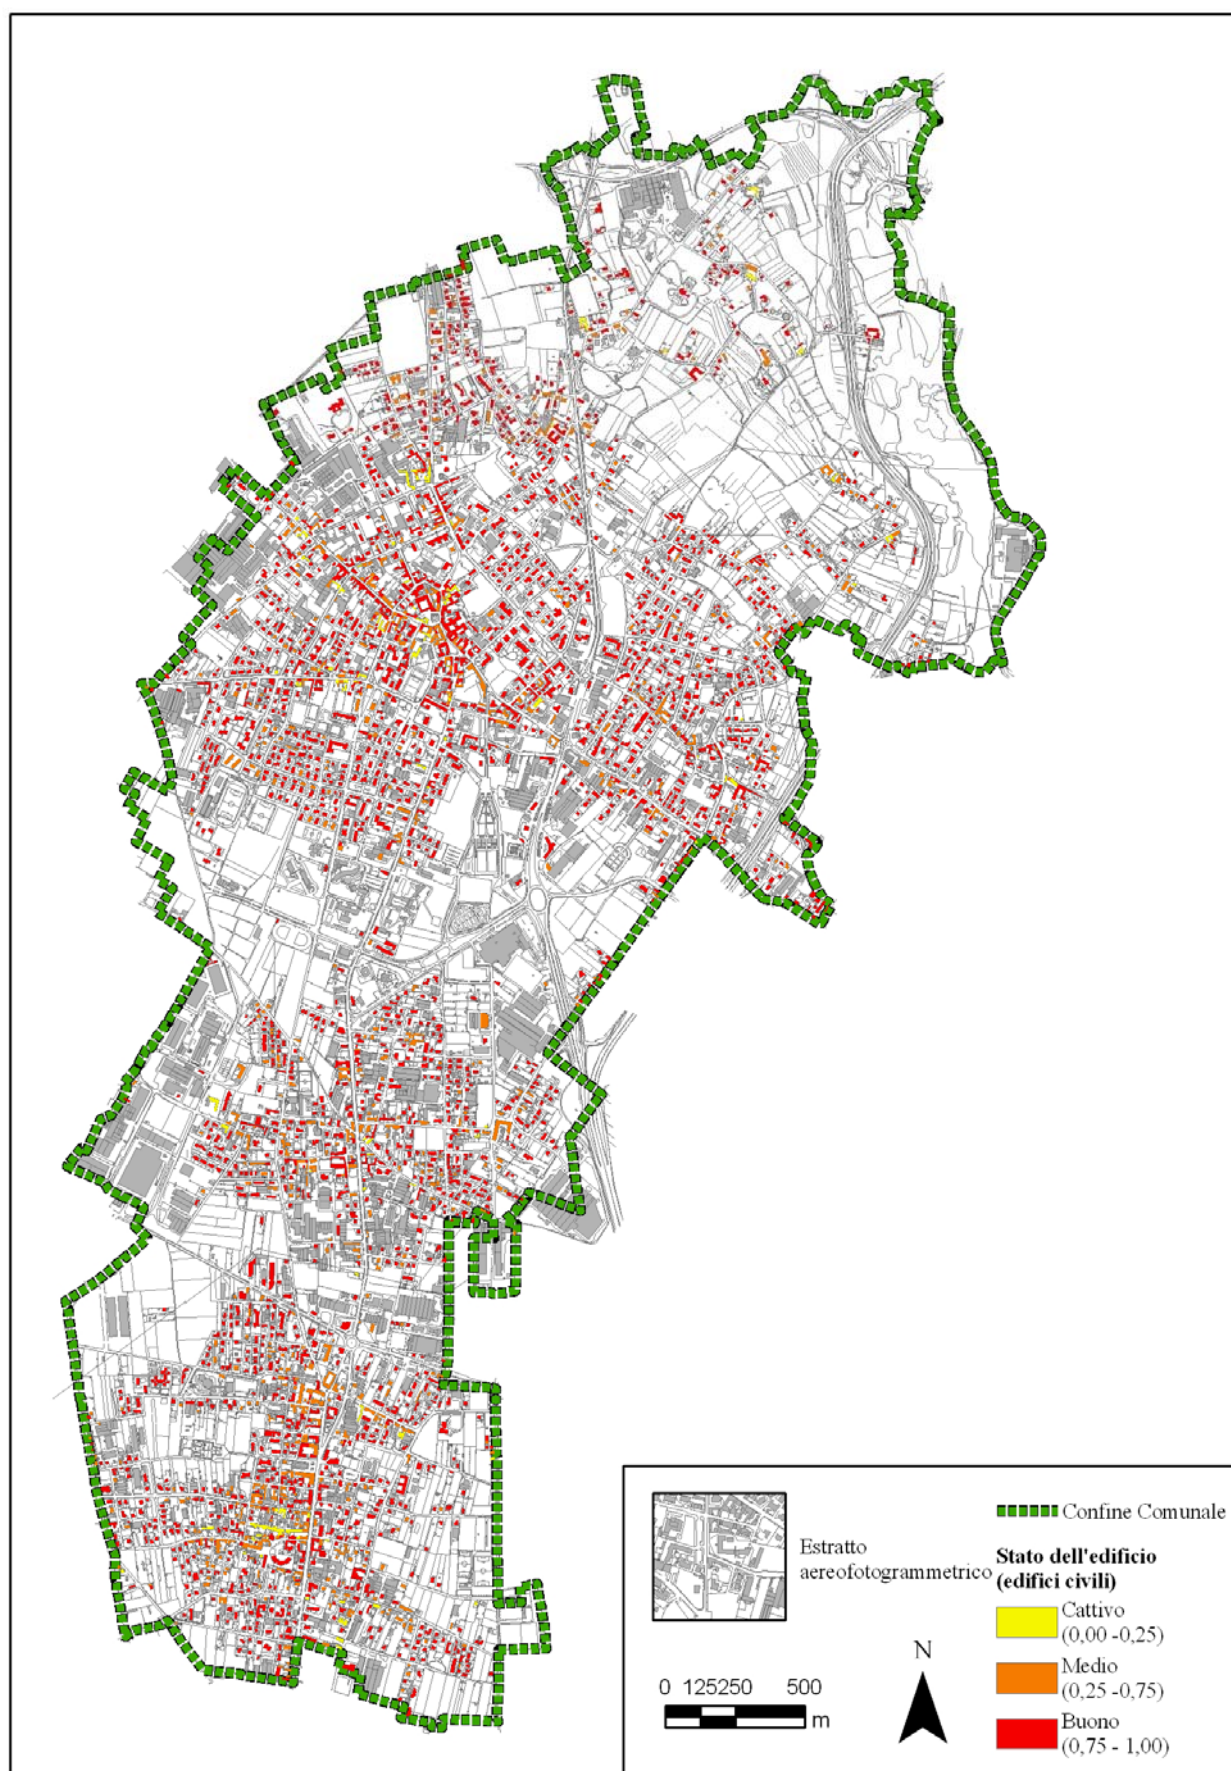 Estratto
aereofotogrammetrico
Confine Comunale
Stato dell'edificio
(edifici civili)
Cattivo
(0,00 -0,25)
Medio
(0,25 -0,75)
Buono
(0,75 - 1,00)
N
0 125250 500
m